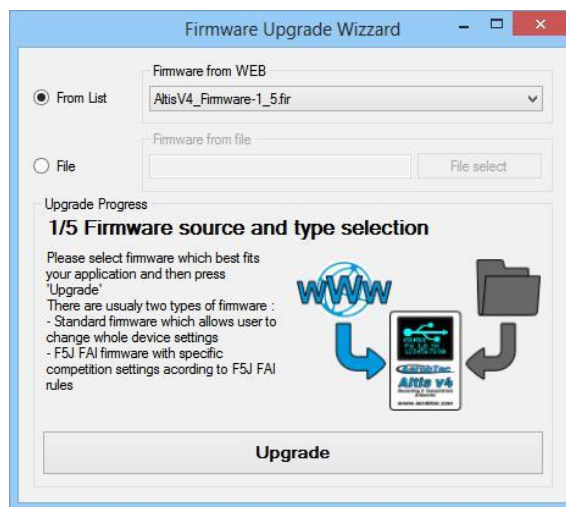 Firmware Upgrade Wizzard
Firmware from WEB
From List
AltisV4_Firmware-1_5.fir
Firmware from file
File
File select
Upgrade Progress
1/5 Firmware source and type selection
Please select firmware which best fits
your application and then press
'Upgrade'
There are usualy two types of firmware :
- Standard firmware which allows user to
change whole device settings
- F5J FAI firmware with specific
competition settings acording to F5J FAI
rules
www
AerobTec
Altis v4
Upgrade